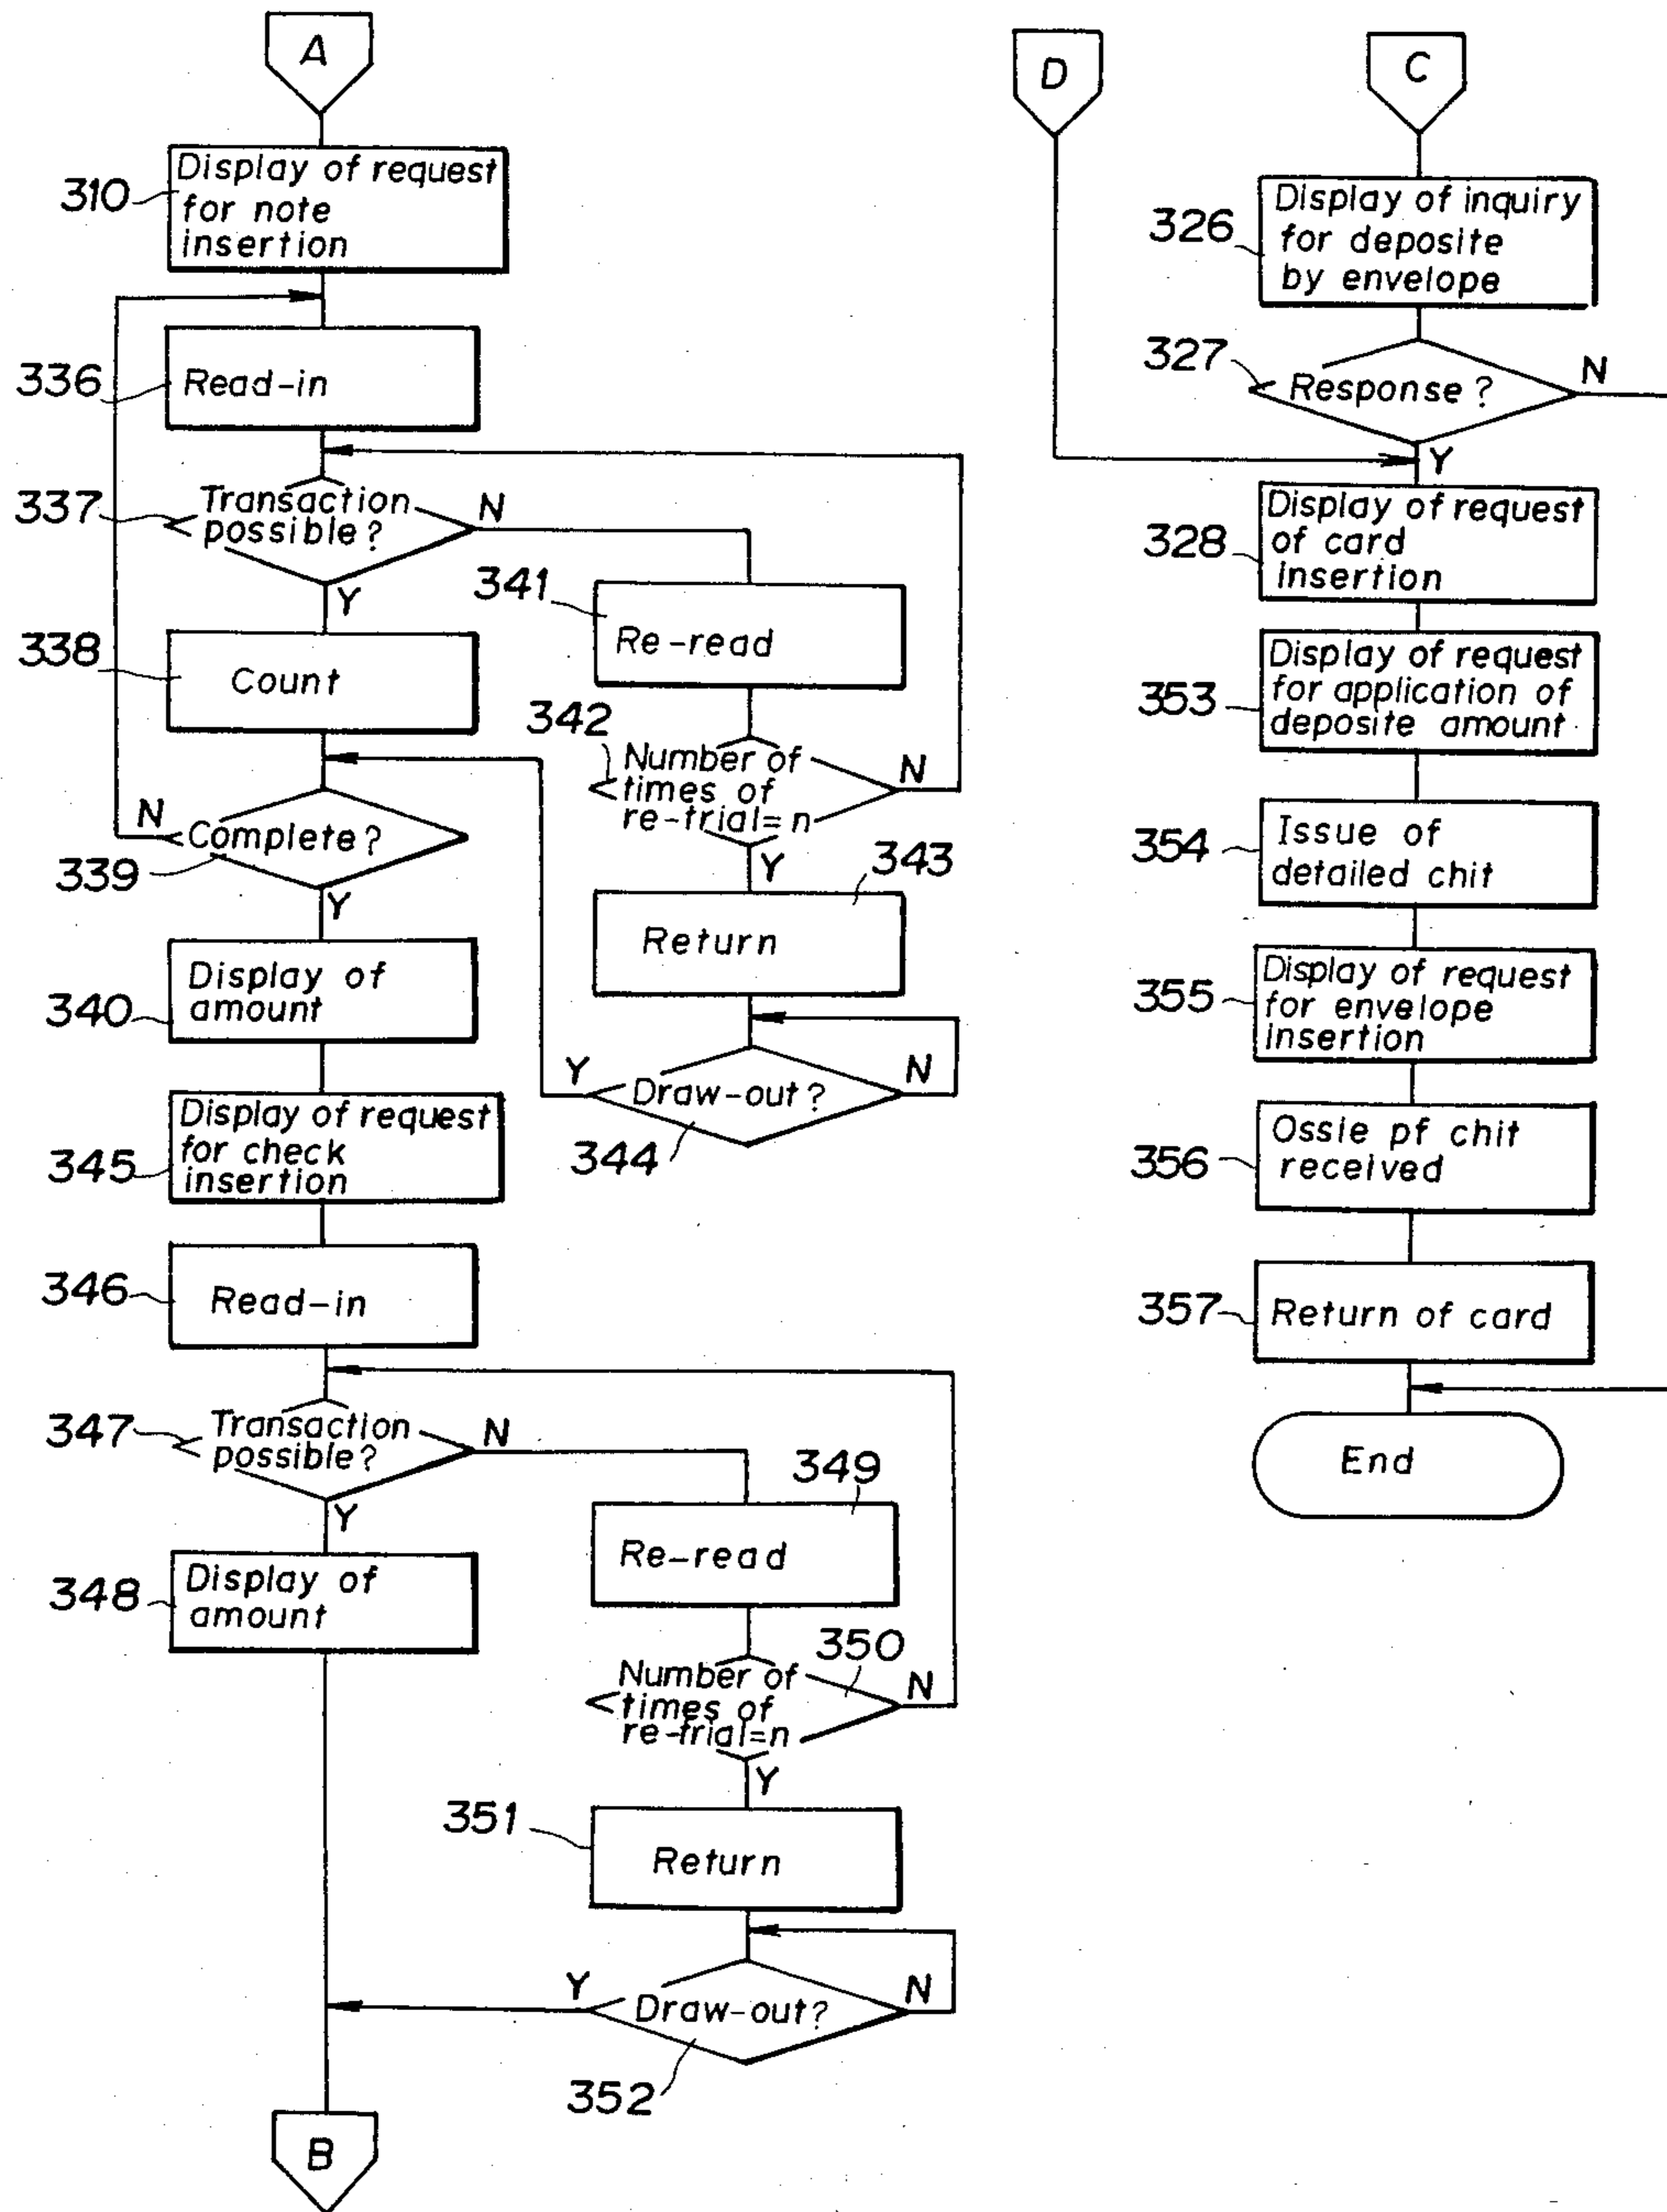 A
310
Display of request
for note
insertion
336
Read-in
337
Transaction
possible?
N
Y
338
Count
341
Re-read
342
Number of
times of
re-trial=n
N
Y
N
Complete?
339
Y
343
Return
340
Display of
amount
Y
Draw-out?
N
344
345
Display of request
for check
insertion
346
Read-in
347
Transaction
possible?
N
Y
348
Display of
amount
349
Re-read
350
Number of
times of
re-trial=n
N
Y
351
Return
Y
Draw-out?
N
352
B
D
C
326
Display of inquiry
for deposite
by envelope
327
Response?
N
Y
328
Display of request
of card
insertion
353
Display of request
for application of
deposite amount
354
Issue of
detailed chit
355
Display of request
for envelope
insertion
356
Ossie pf chit
received
357
Return of card
End